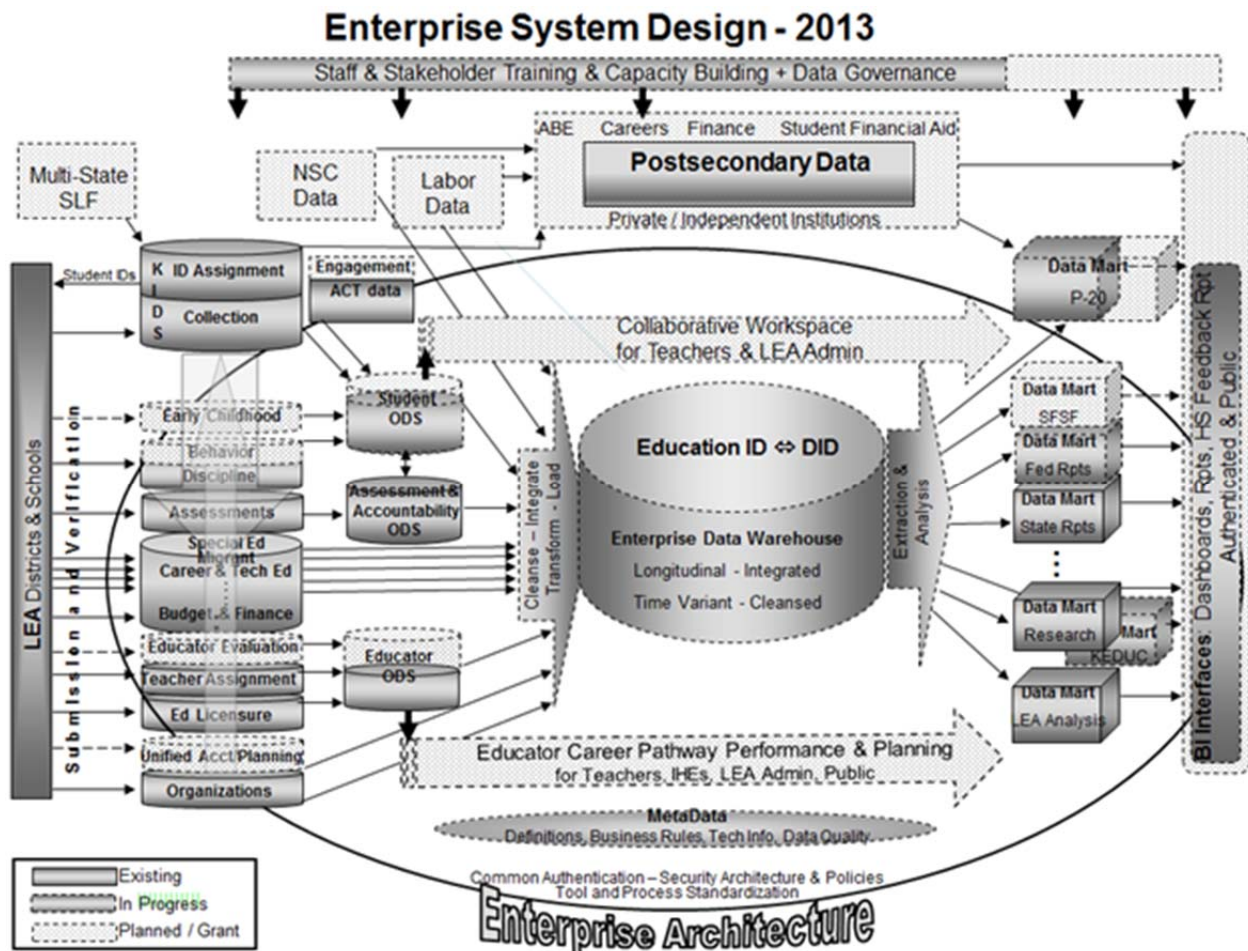 Enterprise System Design - 2013
Staff & Stakeholder Training & Capacity Building + Data Governance
ABE Careers Finance Student Financial Aid
Postsecondary Data
Private / Independent Institutions
Multi-State
SLF
NSC
Data
Labor
Data
Student IDs
K I D S
ID Assignment
Collection
Engagement
ACT data
Collaborative Workspace
for Teachers & LEA Admin
Data Mart
P-20
LEA Districts & Schools
Submission and Verification
Early Childhood
Behavior
Discipline
Assessments
Special Ed
Migrant
Career & Tech Ed
Budget & Finance
Educator Evaluation
Teacher Assignment
Ed Licensure
Unified Acct/Planning
Organizations
Student
ODS
Assessment &
Accountability
ODS
Educator
ODS
Cleanse – Integrate
Transform - Load
Education ID ⇔ DID
Enterprise Data Warehouse
Longitudinal - Integrated
Time Variant - Cleansed
Extraction &
Analysis
Data Mart
SFSF
Data Mart
Fed Rpts
Data Mart
State Rpts
Data Mart
Research
Mart
KEDUC
Data Mart
LEA Analysis
BI Interfaces: Dashboards, Rpts, HS Feedback Rpt
Authenticated & Public
Educator Career Pathway Performance & Planning
for Teachers, IHEs, LEA Admin, Public
MetaData
Definitions, Business Rules, Tech Info, Data Quality
Common Authentication – Security Architecture & Policies
Tool and Process Standardization
Enterprise Architecture
Existing
In Progress
Planned / Grant